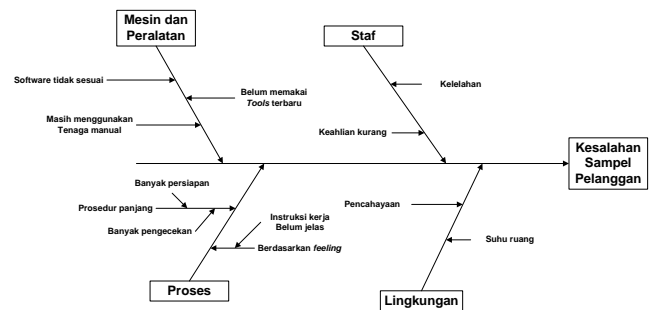 Mesin dan
Peralatan
Staf
Software tidak sesuai
Belum memakai
Tools terbaru
Masih menggunakan
Tenaga manual
Kelelahan
Keahlian kurang
Kesalahan
Sampel
Pelanggan
Banyak persiapan
Prosedur panjang
Banyak pengecekan
Instruksi kerja
Belum jelas
Berdasarkan feeling
Pencahayaan
Suhu ruang
Proses
Lingkungan